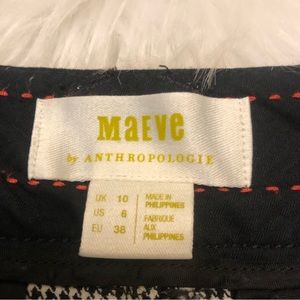 MAEVE
by ANTHROPOLOGIE
UK 10
US 6
EU 38
MADE IN
PHILIPPINES
FABRIQUÉ
AUX
PHILIPPINES